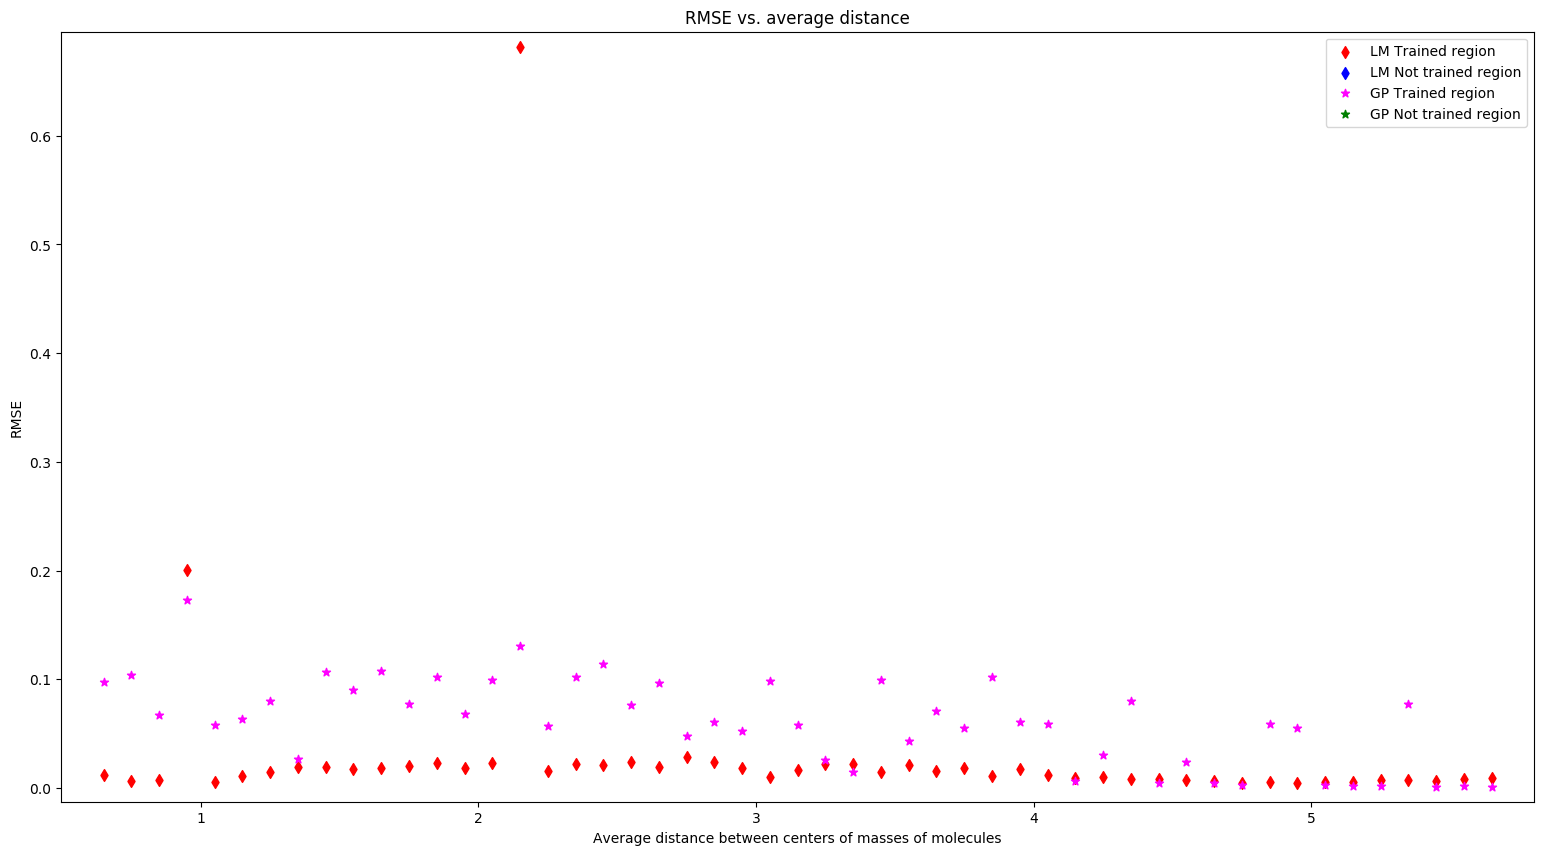 RMSE vs. average distance
LM Trained region
LM Not trained region
GP Trained region
GP Not trained region
RMSE
0.6
0.5
0.4
0.3
0.2
0.1
0.0
1 2 3 4 5
Average distance between centers of masses of molecules